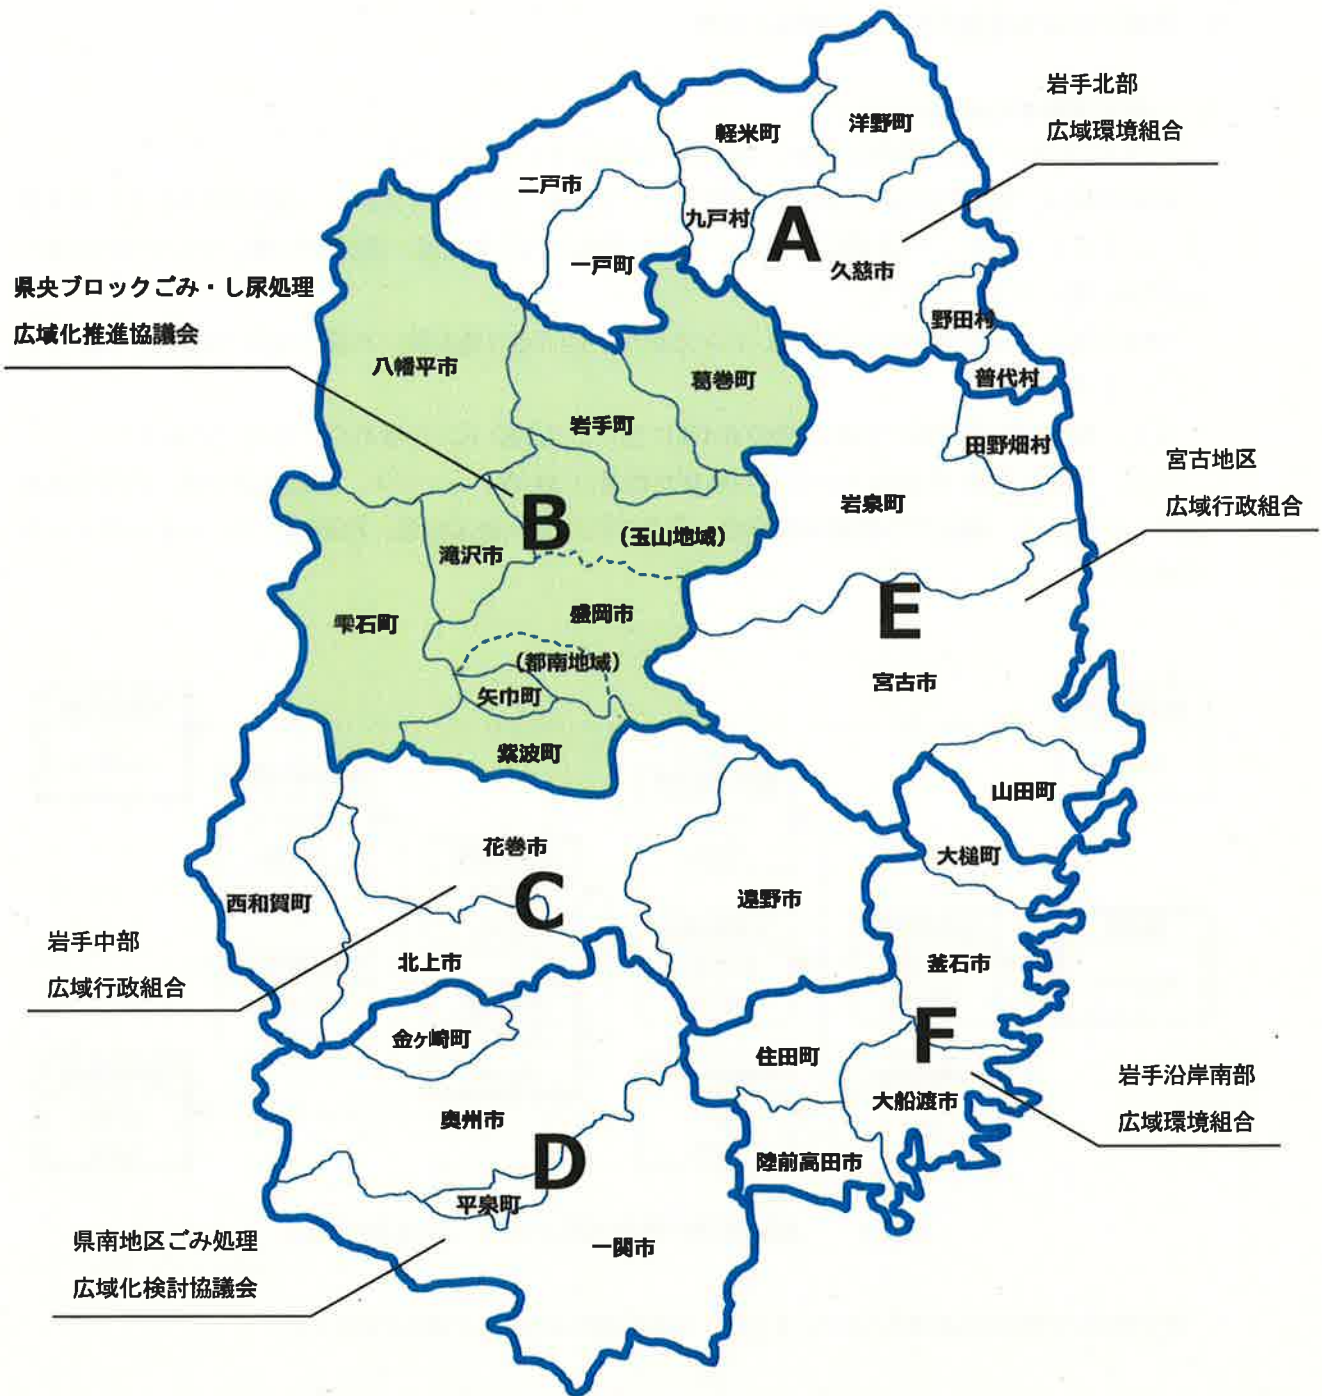 岩手北部
広域環境組合
洋野町
軽米町
二戸市
九戸村
A
一戸町
久慈市
県央ブロックごみ・し尿処理
広域化推進協議会
野田村
八幡平市
葛巻町
普代村
岩手町
田野畑村
宮古地区
広域行政組合
岩泉町
B
(玉山地域)
滝沢市
E
雫石町
盛岡市
(都南地域)
宮古市
矢巾町
紫波町
山田町
花巻市
大槌町
C
遠野市
西和賀町
岩手中部
広域行政組合
北上市
釜石市
金ヶ崎町
F
住田町
岩手沿岸南部
広域環境組合
大船渡市
奥州市
D
陸前高田市
平泉町
一関市
県南地区ごみ処理
広域化検討協議会